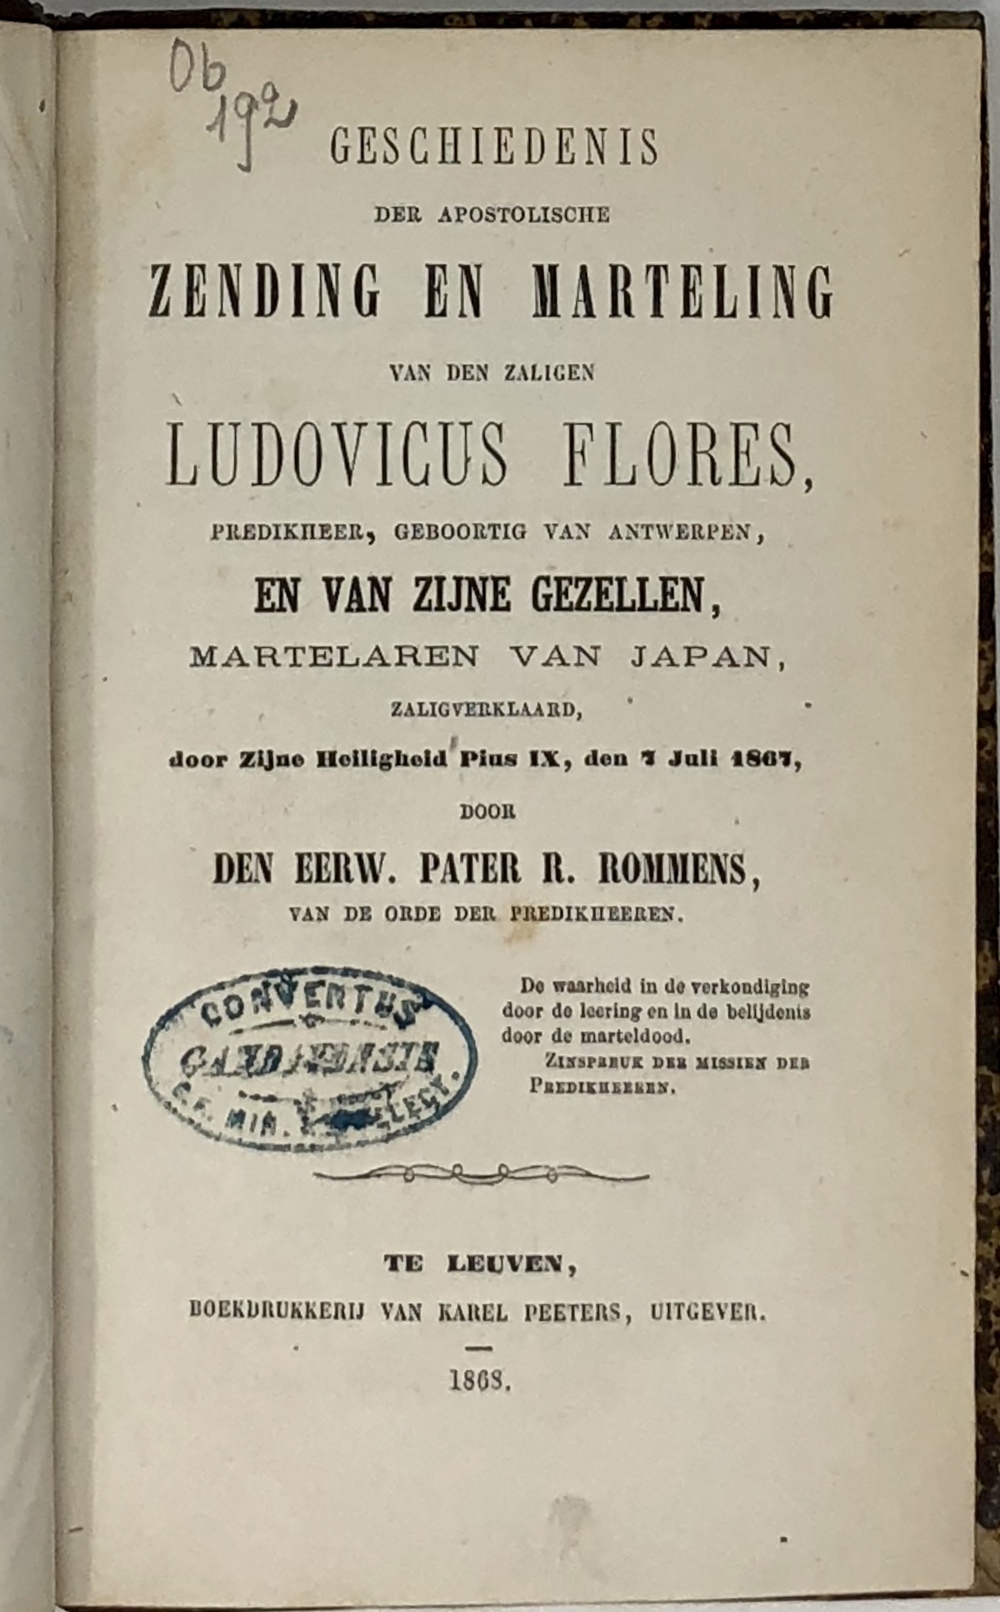 Ob
192
GESCHIEDENIS
DER APOSTOLISCHE
ZENDING EN MARTELING
VAN DEN ZALIGEN
LUDOVICUS FLORES,
PREDIKHEER, GEBOORTIG VAN ANTWERPEN,
EN VAN ZIJNE GEZELLEN,
MARTELAREN VAN JAPAN,
ZALIGVERKLAARD,
door Zijne Heiligheid Pius IX, den 7 Juli 1867,
DOOR
DEN EERW. PATER R. ROMMENS,
VAN DE ORDE DER PREDIKHEEREN.
De waarheid in de verkondiging
door de leering en in de belijdenis
door de marteldood.
ZINSPREUK DER MISSIEN DER
PREDIKHEEREN.
CONVENTUS
GANDAVENSIS
F. MIN. COLLECT.
TE LEUVEN,
BOEKDRUKKERIJ VAN KAREL PEETERS, UITGEVER.
1868.